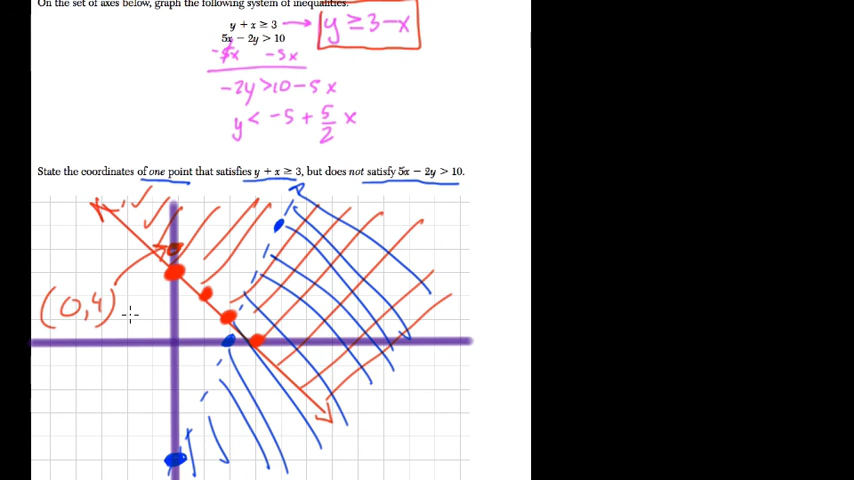 On the set of axes below, graph the following system of inequalities.
y + x ≥ 3 → y ≥ 3 - x
5x − 2y > 10
-5x -5x
-2y > 10 - 5x
y < -5 + 5/2 x
State the coordinates of one point that satisfies y + x ≥ 3, but does not satisfy 5x − 2y > 10.
(0,4)